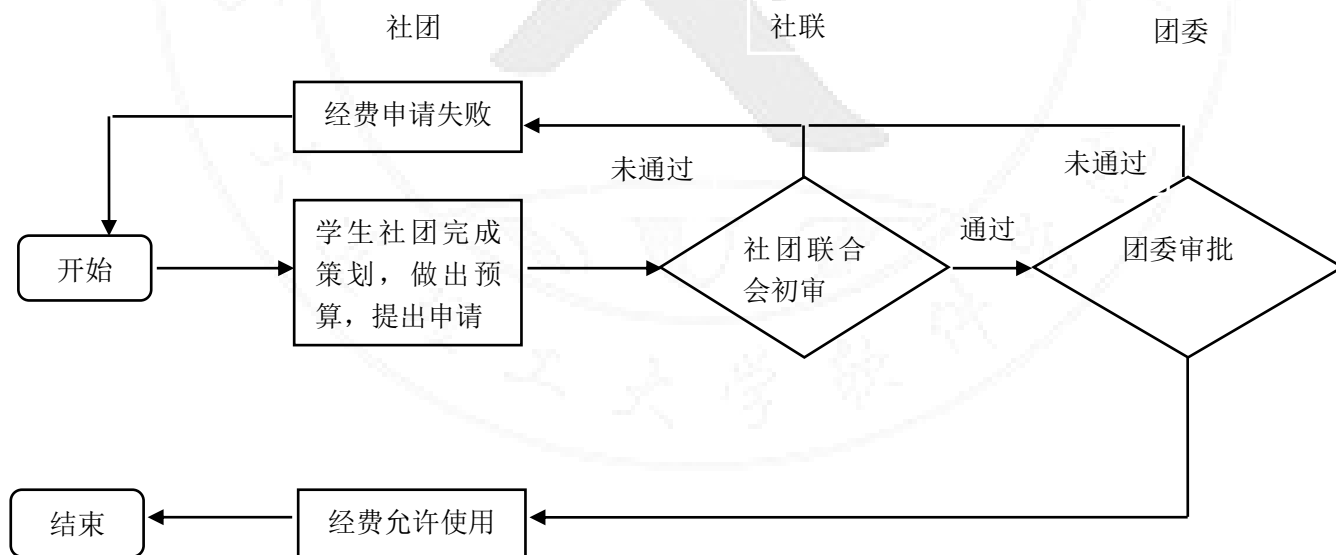 社团
社联
团委
经费申请失败
未通过
未通过
学生社团完成
策划，做出预
算，提出申请
开始
社团联合
会初审
通过
团委审批
结束
经费允许使用